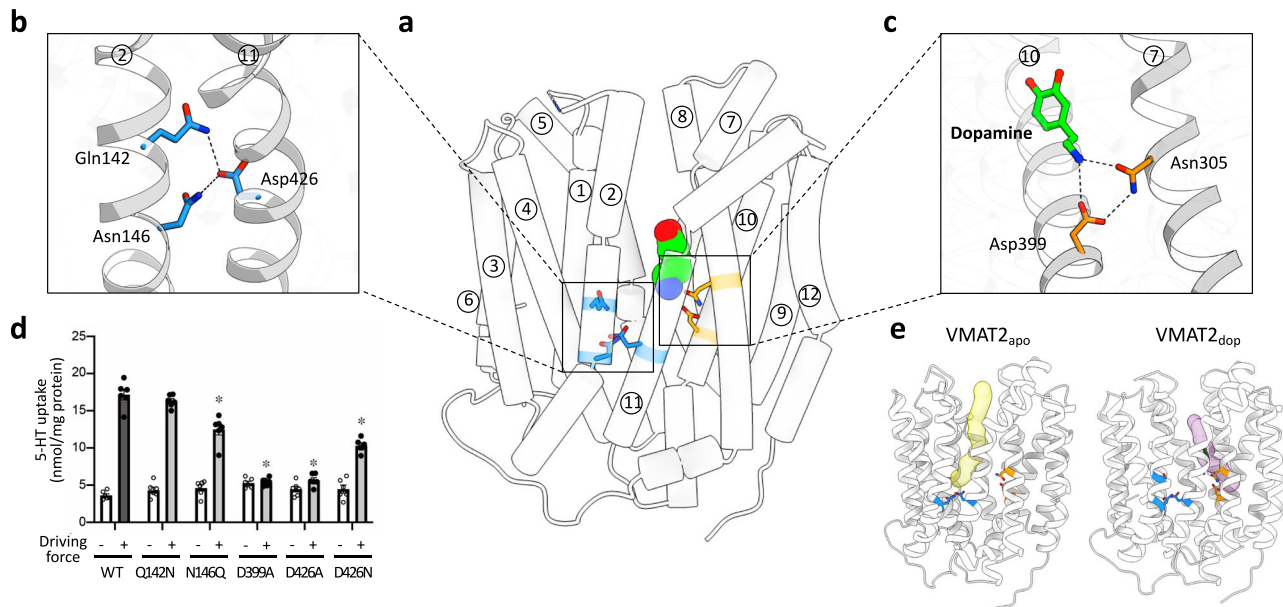 b
a
c
2
11
Gln142
Asp426
Asn146
5
8
7
1
2
4
10
3
6
9
12
11
10
7
Dopamine
Asn305
Asp399
d
5-HT uptake
(nmol/mg protein)
25
20
15
10
5
0
*
*
*
*
Driving
force
- + - + - + - + - + - +
WT Q142N N146Q D399A D426A D426N
e
VMAT2apo
VMAT2dop